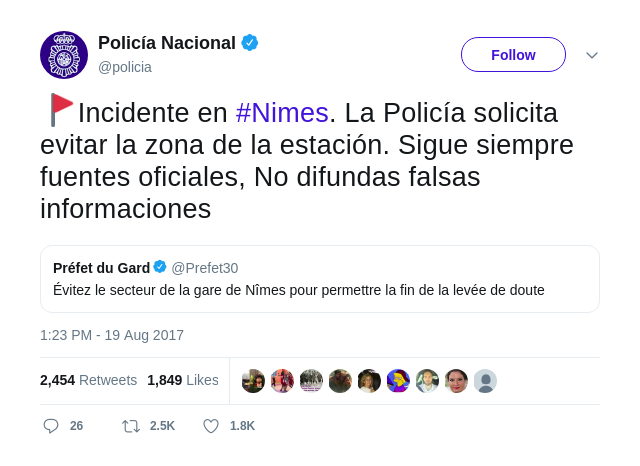 Policía Nacional
@policia
Follow
Incidente en #Nimes. La Policía solicita
evitar la zona de la estación. Sigue siempre
fuentes oficiales, No difundas falsas
informaciones
Préfet du Gard @Prefet30
Évitez le secteur de la gare de Nîmes pour permettre la fin de la levée de doute
1:23 PM - 19 Aug 2017
2,454 Retweets 1,849 Likes
26 2.5K 1.8K